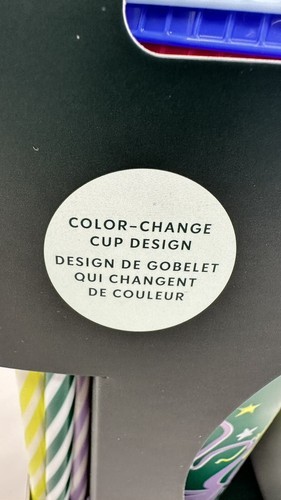 COLOR-CHANGE
CUP DESIGN
DESIGN DE GOBELET
QUI CHANGENT
DE COULEUR